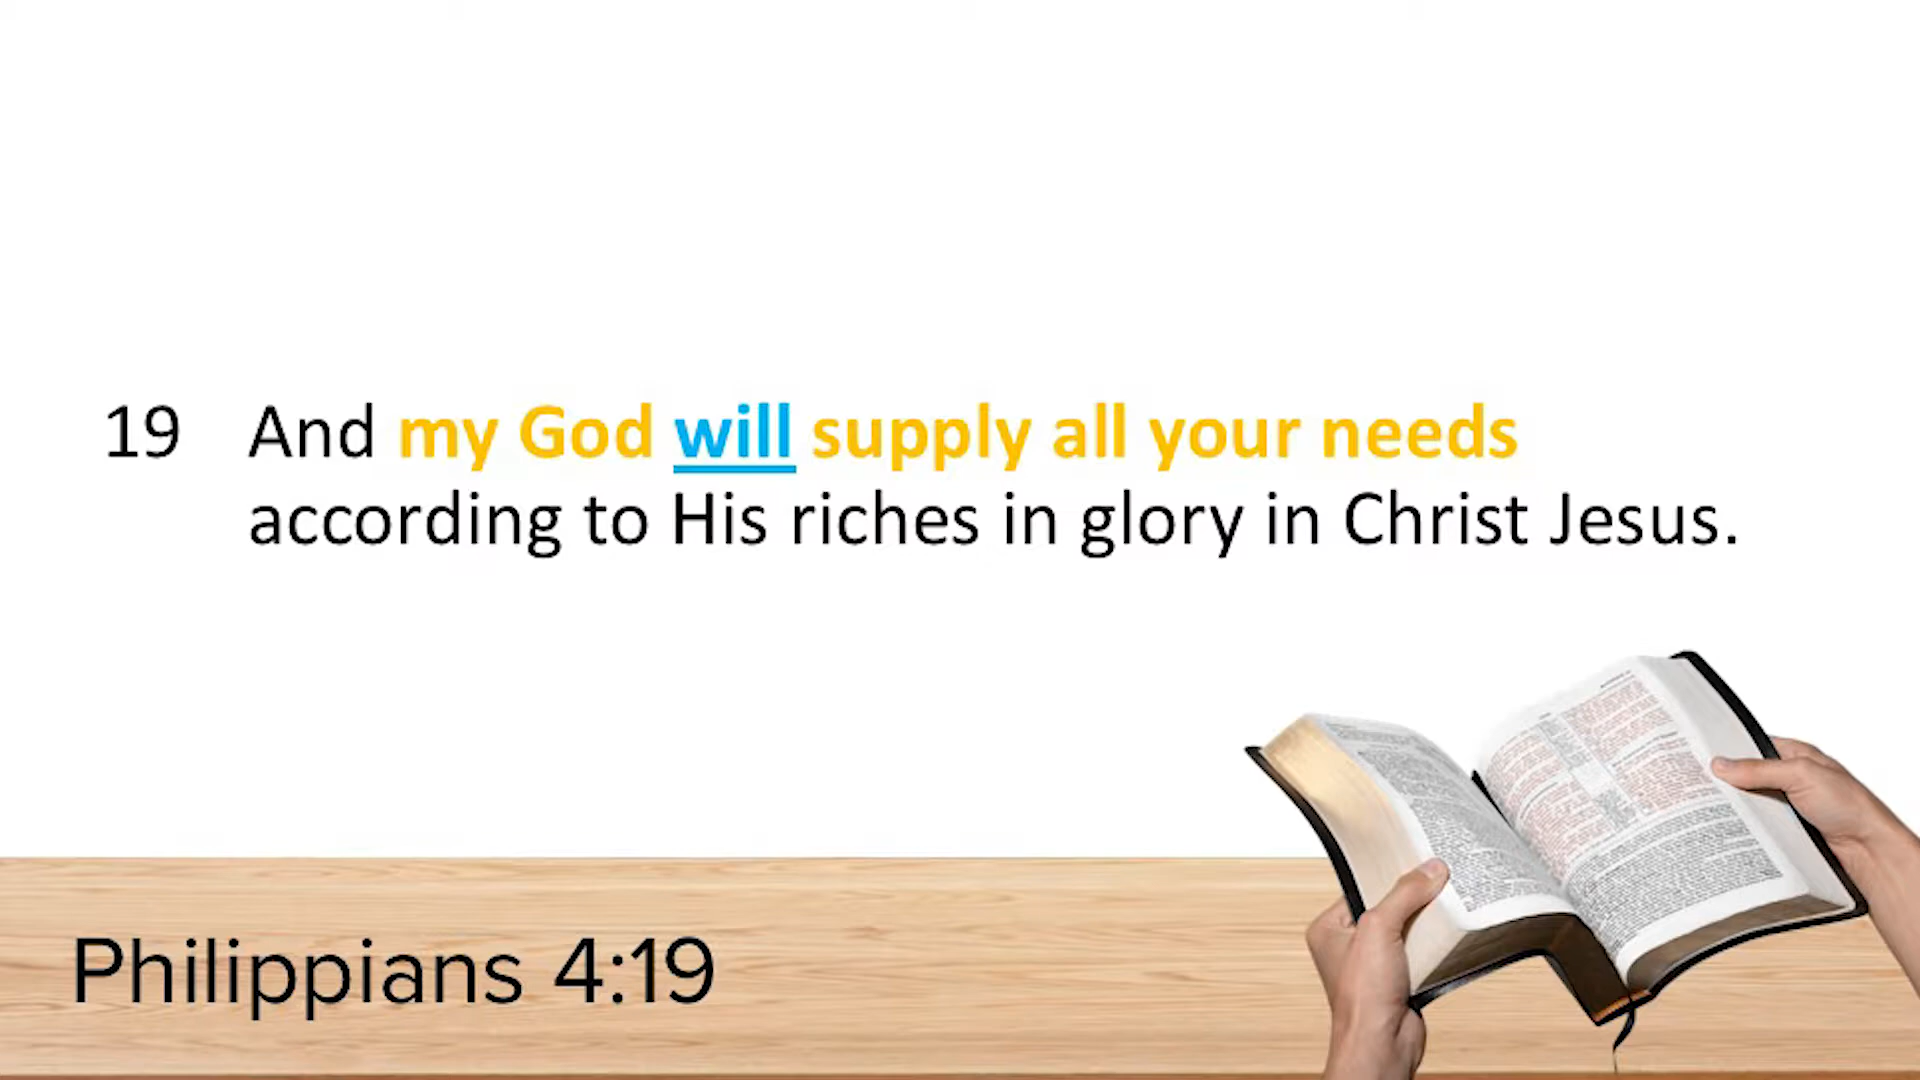 19 And my God will supply all your needs
according to His riches in glory in Christ Jesus.
Philippians 4:19